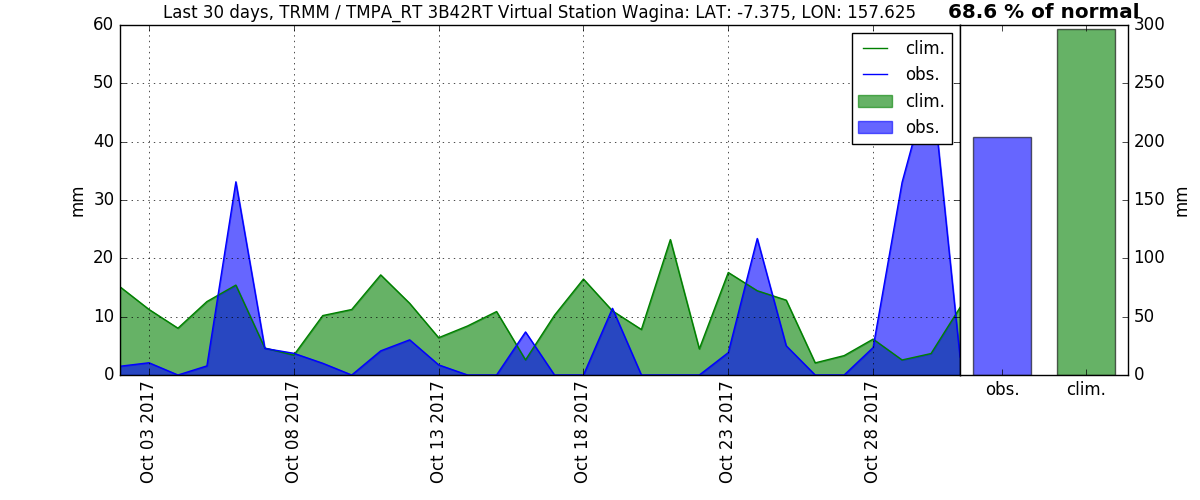 Last 30 days, TRMM / TMPA_RT 3B42RT Virtual Station Wagina: LAT: -7.375, LON: 157.625
68.6 % of normal
60
50
40
30
20
10
0
mm
clim.
obs.
clim.
obs.
300
250
200
150
100
50
0
mm
Oct 03 2017
Oct 08 2017
Oct 13 2017
Oct 18 2017
Oct 23 2017
Oct 28 2017
obs.
clim.